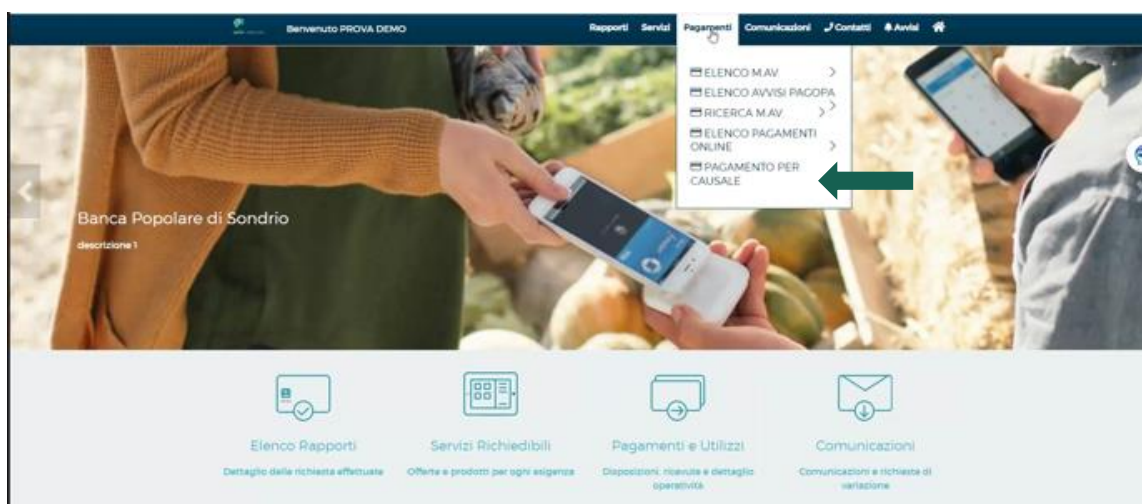 Benvenuto PROVA DEMO
Rapporti Servizi Pagamenti Comunicazioni Contatti Avvisi
ELENCO M.AV
ELENCO AVVISI PAGOPA
RICERCA M.AV
ELENCO PAGAMENTI
ONLINE
PAGAMENTO PER
CAUSALE
Banca Popolare di Sondrio
descrizione 1
Elenco Rapporti
Servizi Richiedibili
Pagamenti e Utilizzi
Comunicazioni
Dettaglio delle richiesta effettuate
Offerte e prodotti per ogni esigenza
Disposizioni, ricevute e dettaglio
operatività
Comunicazioni e richieste di
variazione